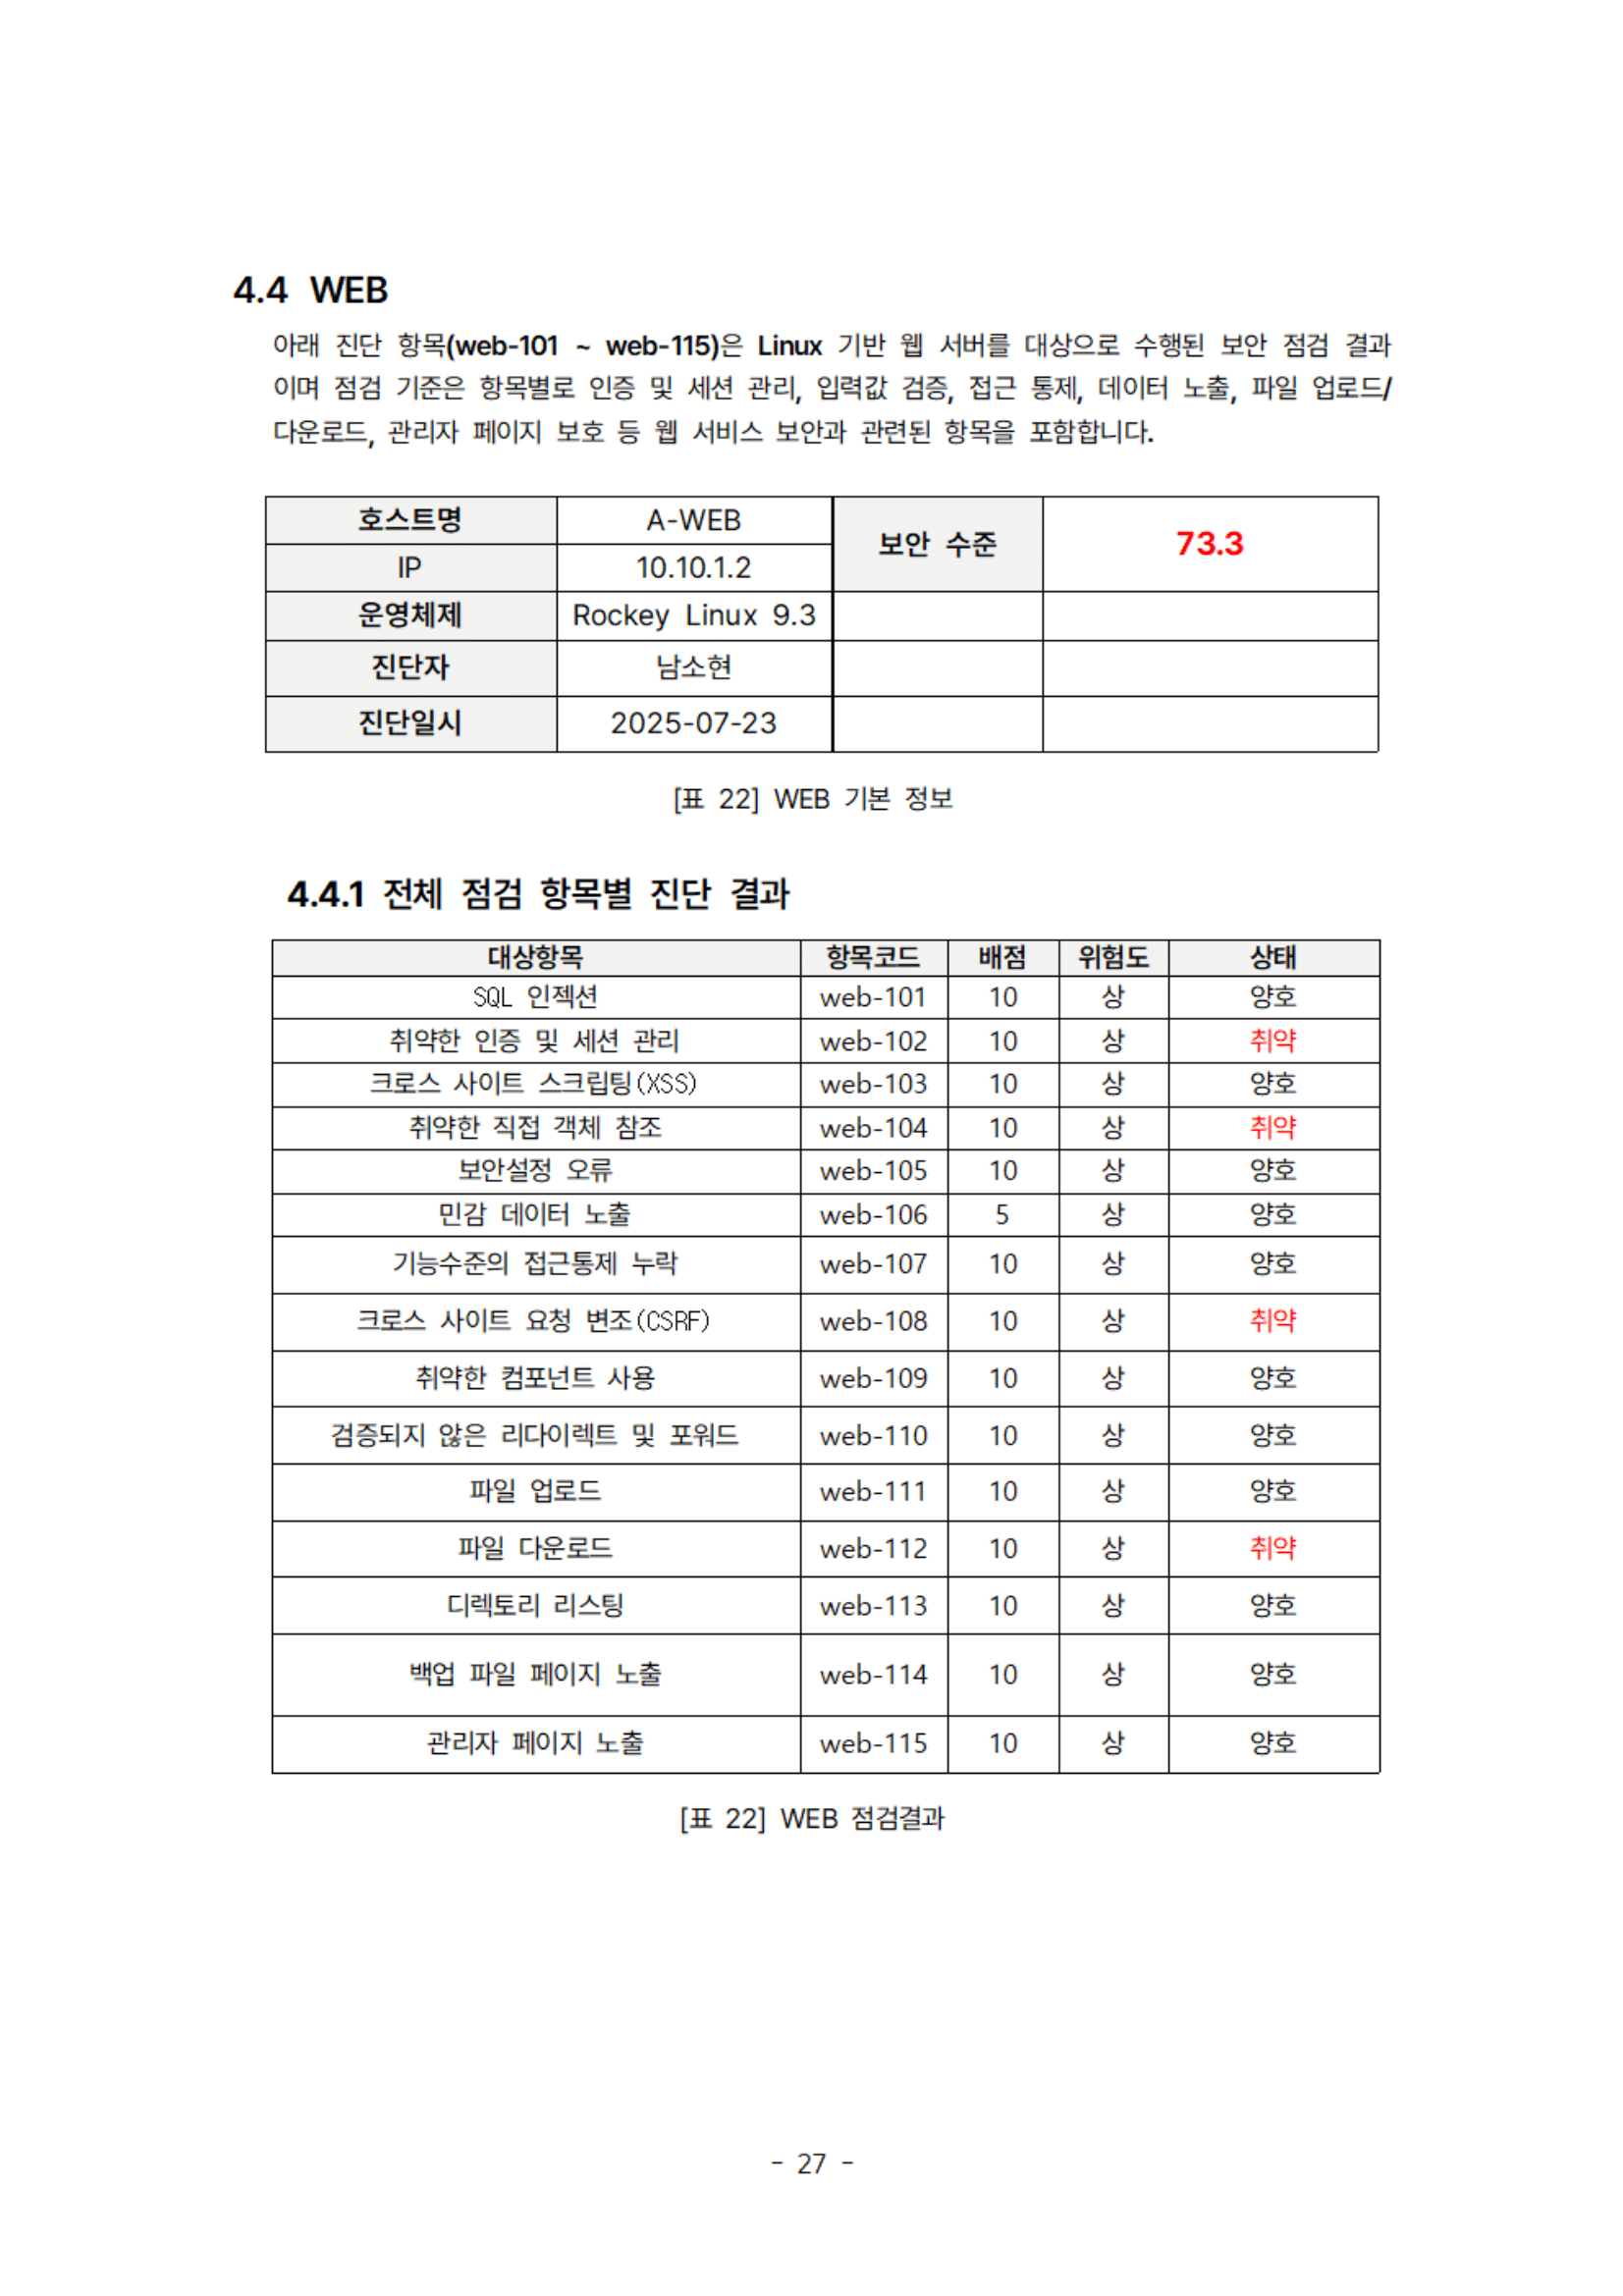 4.4 WEB
아래 진단 항목(web-101 ~ web-115)은 Linux 기반 웹 서버를 대상으로 수행된 보안 점검 결과
이며 점검 기준은 항목별로 인증 및 세션 관리, 입력값 검증, 접근 통제, 데이터 노출, 파일 업로드/
다운로드, 관리자 페이지 보호 등 웹 서비스 보안과 관련된 항목을 포함합니다.
호스트명 A-WEB 보안 수준 73.3
IP 10.10.1.2
운영체제 Rockey Linux 9.3
진단자 남소현
진단일시 2025-07-23
[표 22] WEB 기본 정보
4.4.1 전체 점검 항목별 진단 결과
대상항목 항목코드 배점 위험도 상태
SQL 인젝션 web-101 10 상 양호
취약한 인증 및 세션 관리 web-102 10 상 취약
크로스 사이트 스크립팅(XSS) web-103 10 상 양호
취약한 직접 객체 참조 web-104 10 상 취약
보안설정 오류 web-105 10 상 양호
민감 데이터 노출 web-106 5 상 양호
기능수준의 접근통제 누락 web-107 10 상 양호
크로스 사이트 요청 변조(CSRF) web-108 10 상 취약
취약한 컴포넌트 사용 web-109 10 상 양호
검증되지 않은 리다이렉트 및 포워드 web-110 10 상 양호
파일 업로드 web-111 10 상 양호
파일 다운로드 web-112 10 상 취약
디렉토리 리스팅 web-113 10 상 양호
백업 파일 페이지 노출 web-114 10 상 양호
관리자 페이지 노출 web-115 10 상 양호
[표 22] WEB 점검결과
- 27 -